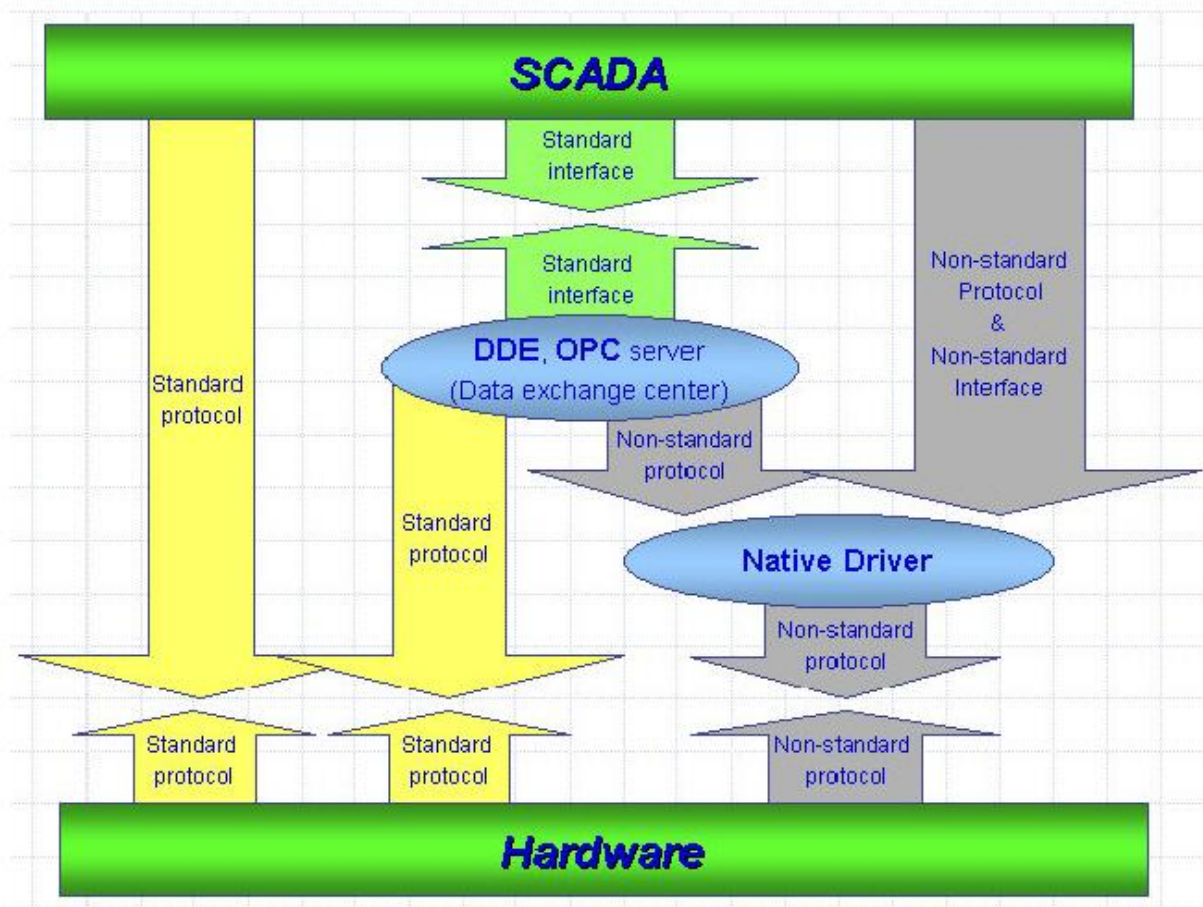 SCADA
Standard
interface
Standard
interface
Non-standard
Protocol
&
Non-standard
Interface
DDE, OPC server
(Data exchange center)
Standard
protocol
Non-standard
protocol
Standard
protocol
Native Driver
Non-standard
protocol
Standard
protocol
Standard
protocol
Non-standard
protocol
Hardware